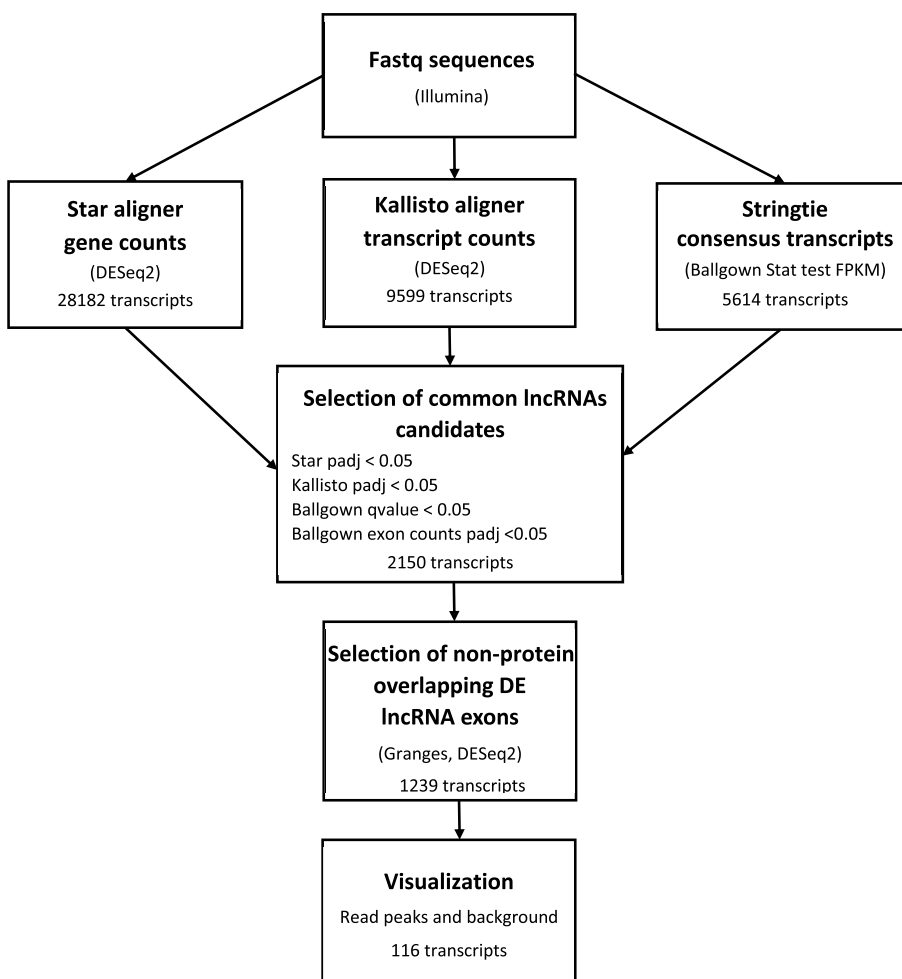 Fastq sequences
(Illumina)
Star aligner
gene counts
(DESeq2)
28182 transcripts
Kallisto aligner
transcript counts
(DESeq2)
9599 transcripts
Stringtie
consensus transcripts
(Ballgown Stat test FPKM)
5614 transcripts
Selection of common lncRNAs
candidates
Star padj < 0.05
Kallisto padj < 0.05
Ballgown qvalue < 0.05
Ballgown exon counts padj <0.05
2150 transcripts
Selection of non-protein
overlapping DE
lncRNA exons
(Granges, DESeq2)
1239 transcripts
Visualization
Read peaks and background
116 transcripts